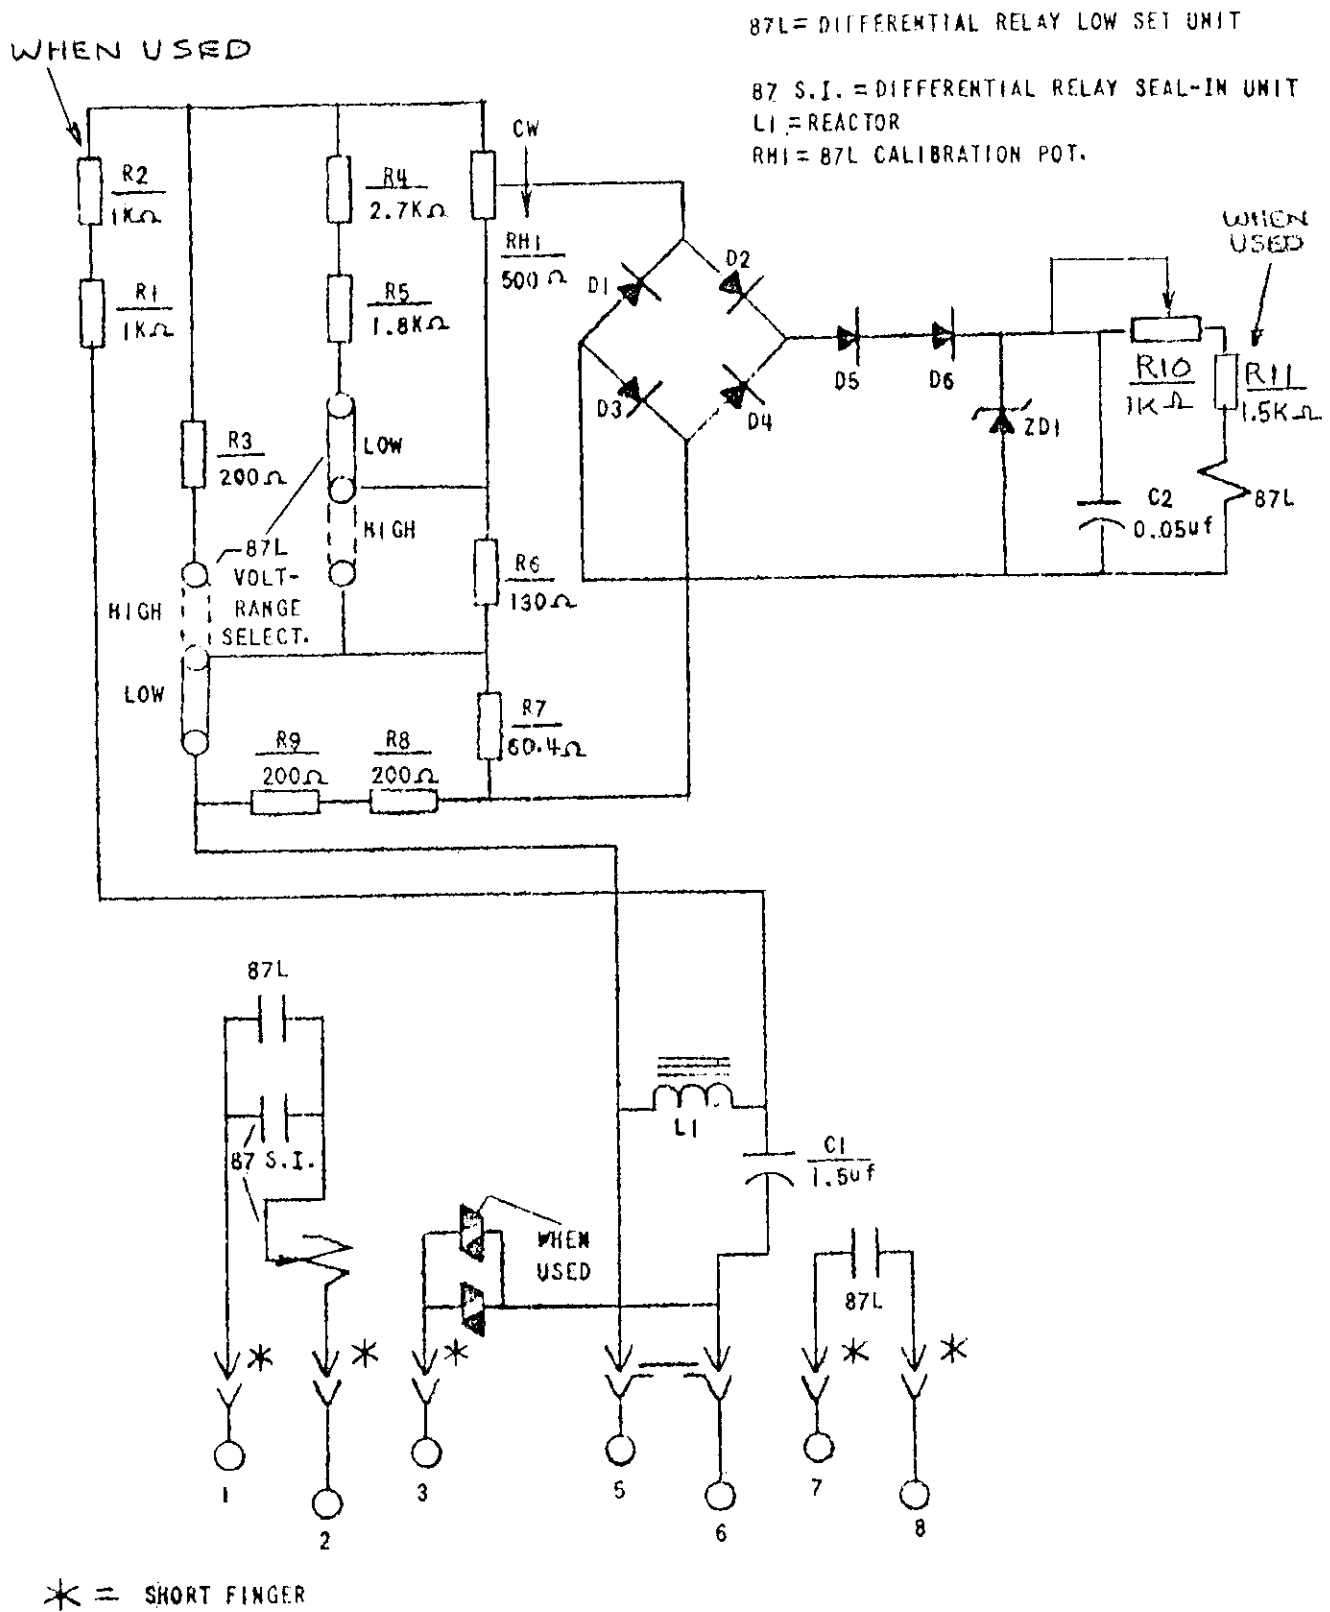 87L = DIFFERENTIAL RELAY LOW SET UNIT
WHEN USED
87 S.I. = DIFFERENTIAL RELAY SEAL-IN UNIT
L1 = REACTOR
RH1 = 87L CALIBRATION POT.
CW
R2
1KΩ
R4
2.7KΩ
RH1
500Ω
WHEN
USED
D1
D2
R1
1KΩ
R5
1.8KΩ
D5
D6
R10
1KΩ
R11
1.5KΩ
D3
D4
ZD1
R3
200Ω
LOW
HIGH
C2
0.05uf
87L
87L
VOLT-
RANGE
SELECT.
HIGH
LOW
R6
130Ω
R7
60.4Ω
R9
200Ω
R8
200Ω
87L
L1
87 S.I.
C1
1.5uf
WHEN
USED
87L
*
*
*
*
*
1
2
3
5
6
7
8
* = SHORT FINGER